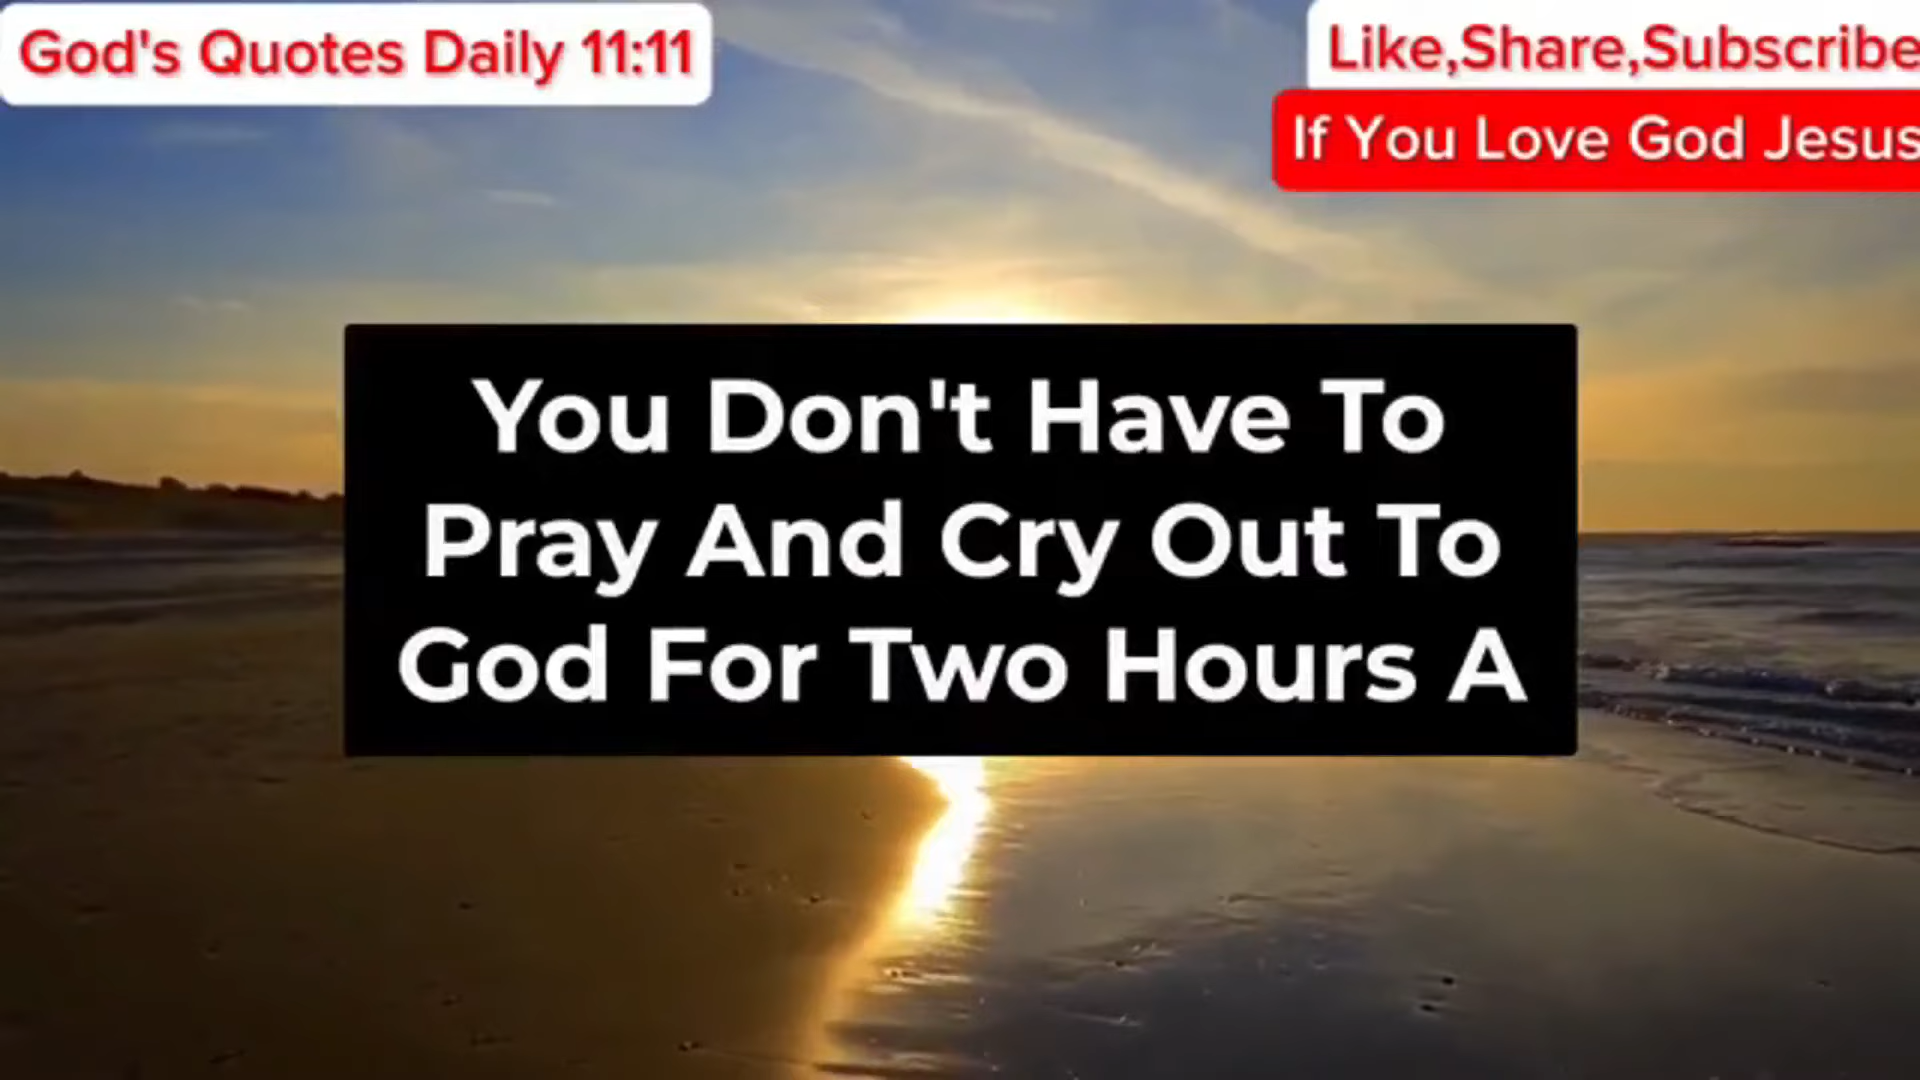 God's Quotes Daily 11:11
Like,Share,Subscribe
If You Love God Jesus
You Don't Have To
Pray And Cry Out To
God For Two Hours A